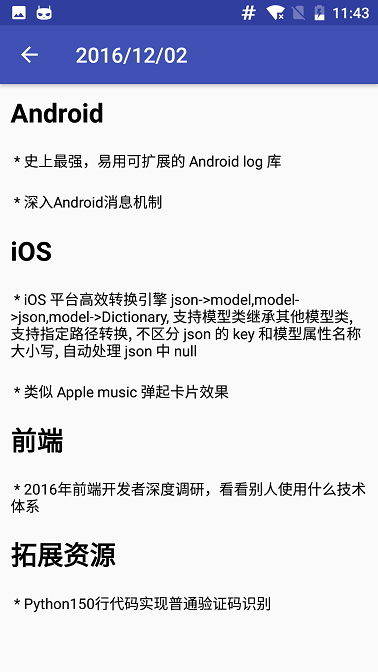 # 11:43
2016/12/02
Android
* 史上最强，易用可扩展的 Android log 库
* 深入Android消息机制
iOS
* iOS 平台高效转换引擎 json->model,model-
>json,model->Dictionary, 支持模型类继承其他模型类,
支持指定路径转换, 不区分 json 的 key 和模型属性名称
大小写, 自动处理 json 中 null
* 类似 Apple music 弹起卡片效果
前端
* 2016年前端开发者深度调研，看看别人使用什么技术
体系
拓展资源
* Python150行代码实现普通验证码识别